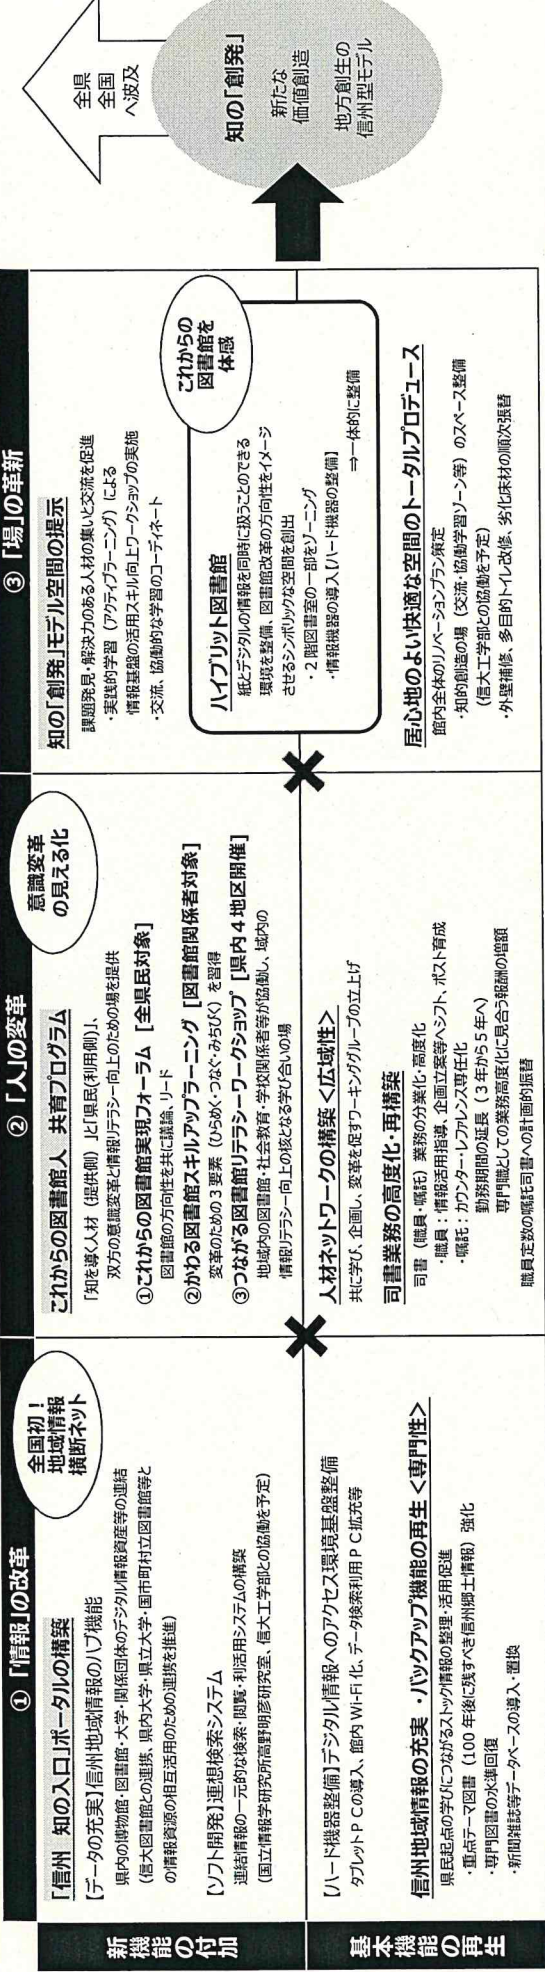 ① 「情報」の改革
新機能の付加
「信州 知の入口」ポータルの構築
全国初！
地域情報
横断ネット
【データの充実】信州地域情報のハブ機能
県内の博物館・図書館・大学・関係団体のデジタル情報資産等の連結
（信大図書館との連携、県内大学・県立大学・国市町村立図書館等と
の情報資源の相互活用のための連携を推進）
【ソフト開発】連想検索システム
連結情報の一元的な検索・閲覧・利活用システムの構築
（国立情報学研究所高野明彦研究室、信大工学部との協働を予定）
基本機能の再生
【ハード機器整備】デジタル情報へのアクセス環境基盤整備
タブレットＰＣの導入、館内 Wi-Fi 化、データ検索利用ＰＣ拡充等
信州地域情報の充実・バックアップ機能の再生＜専門性＞
県民起点の学びにつながるストック情報の整理・活用促進
・重点テーマ図書（100 年後に残すべき信州郷土情報）強化
・専門図書の水準回復
・新聞雑誌等データベースの導入・置換
② 「人」の変革
これからの図書館人 共育プログラム
意識変革
の見える化
「知を導く人材（提供側）」と「県民（利用側）」、
双方の意識変革と情報リテラシー向上のための場を提供
①これからの図書館実現フォーラム ［全県民対象］
図書館の方向性を共に議論、リード
②かわる図書館スキルアップラーニング ［図書館関係者対象］
変革のための３要素（ひらめく・つなぐ・みちびく）を習得
③つながる図書館リテラシーワークショップ ［県内４地区開催］
地域内の図書館・社会教育・学校関係者等が協働し、域内の
情報リテラシー向上の核となる学び合いの場
人材ネットワークの構築＜広域性＞
共に学び、企画し、変革を促すワーキンググループの立上げ
司書業務の高度化・再構築
司書（職員・嘱託）業務の分業化・高度化
・職員：情報活用指導、企画立案等へシフト、ポスト育成
・嘱託：カウンター・レファレンス専任化
勤務期間の延長（３年から５年へ）
専門職としての業務高度化に見合う報酬の増額
職員定数の嘱託司書への計画的振替
③ 「場」の革新
知の「創発」モデル空間の提示
課題発見・解決力のある人材の集いと交流を促進
・実践的学習（アクティブラーニング）による
情報基盤の活用スキル向上ワークショップの実施
・交流、協働的な学習のコーディネート
これからの
図書館を
体感
ハイブリット図書館
紙とデジタルの情報を同時に扱うことのできる
環境を整備、図書館改革の方向性をイメージ
させるシンボリックな空間を創出
・２階図書室の一部をゾーニング
・情報機器の導入【ハード機器の整備】
⇒一体的に整備
居心地のよい快適な空間のトータルプロデュース
館内全体のリノベーションプラン策定
・知的創造の場（交流・協働学習ゾーン等）のスペース整備
（信大工学部との協働を予定）
・外壁補修、多目的トイレ改修、劣化床材の順次張替
全県
全国
へ波及
知の「創発」
新たな
価値創造
地方創生の
信州型モデル